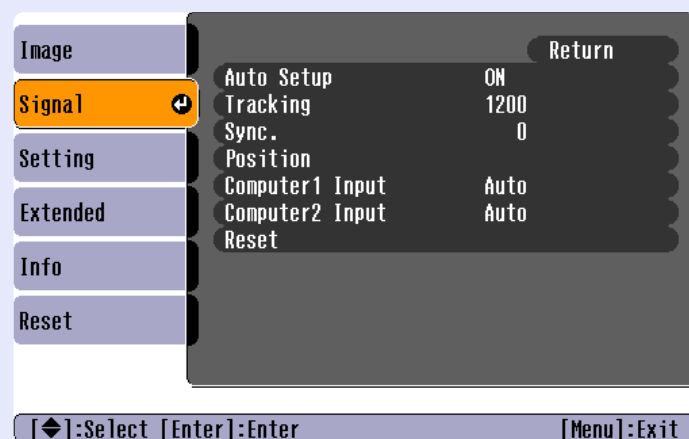 Image
Signal
Setting
Extended
Info
Reset
Return
Auto Setup ON
Tracking 1200
Sync. 0
Position
Computer1 Input Auto
Computer2 Input Auto
Reset
[◆]:Select [Enter]:Enter [Menu]:Exit